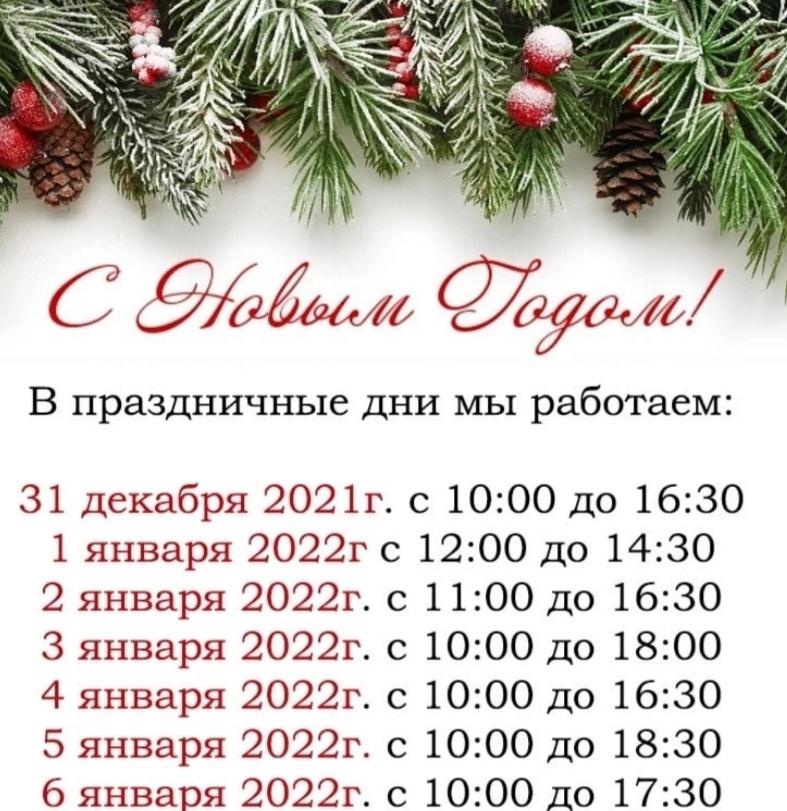 С Новым Годом!
В праздничные дни мы работаем:
31 декабря 2021г. с 10:00 до 16:30
1 января 2022г с 12:00 до 14:30
2 января 2022г. с 11:00 до 16:30
3 января 2022г. с 10:00 до 18:00
4 января 2022г. с 10:00 до 16:30
5 января 2022г. с 10:00 до 18:30
6 января 2022г. с 10:00 до 17:30